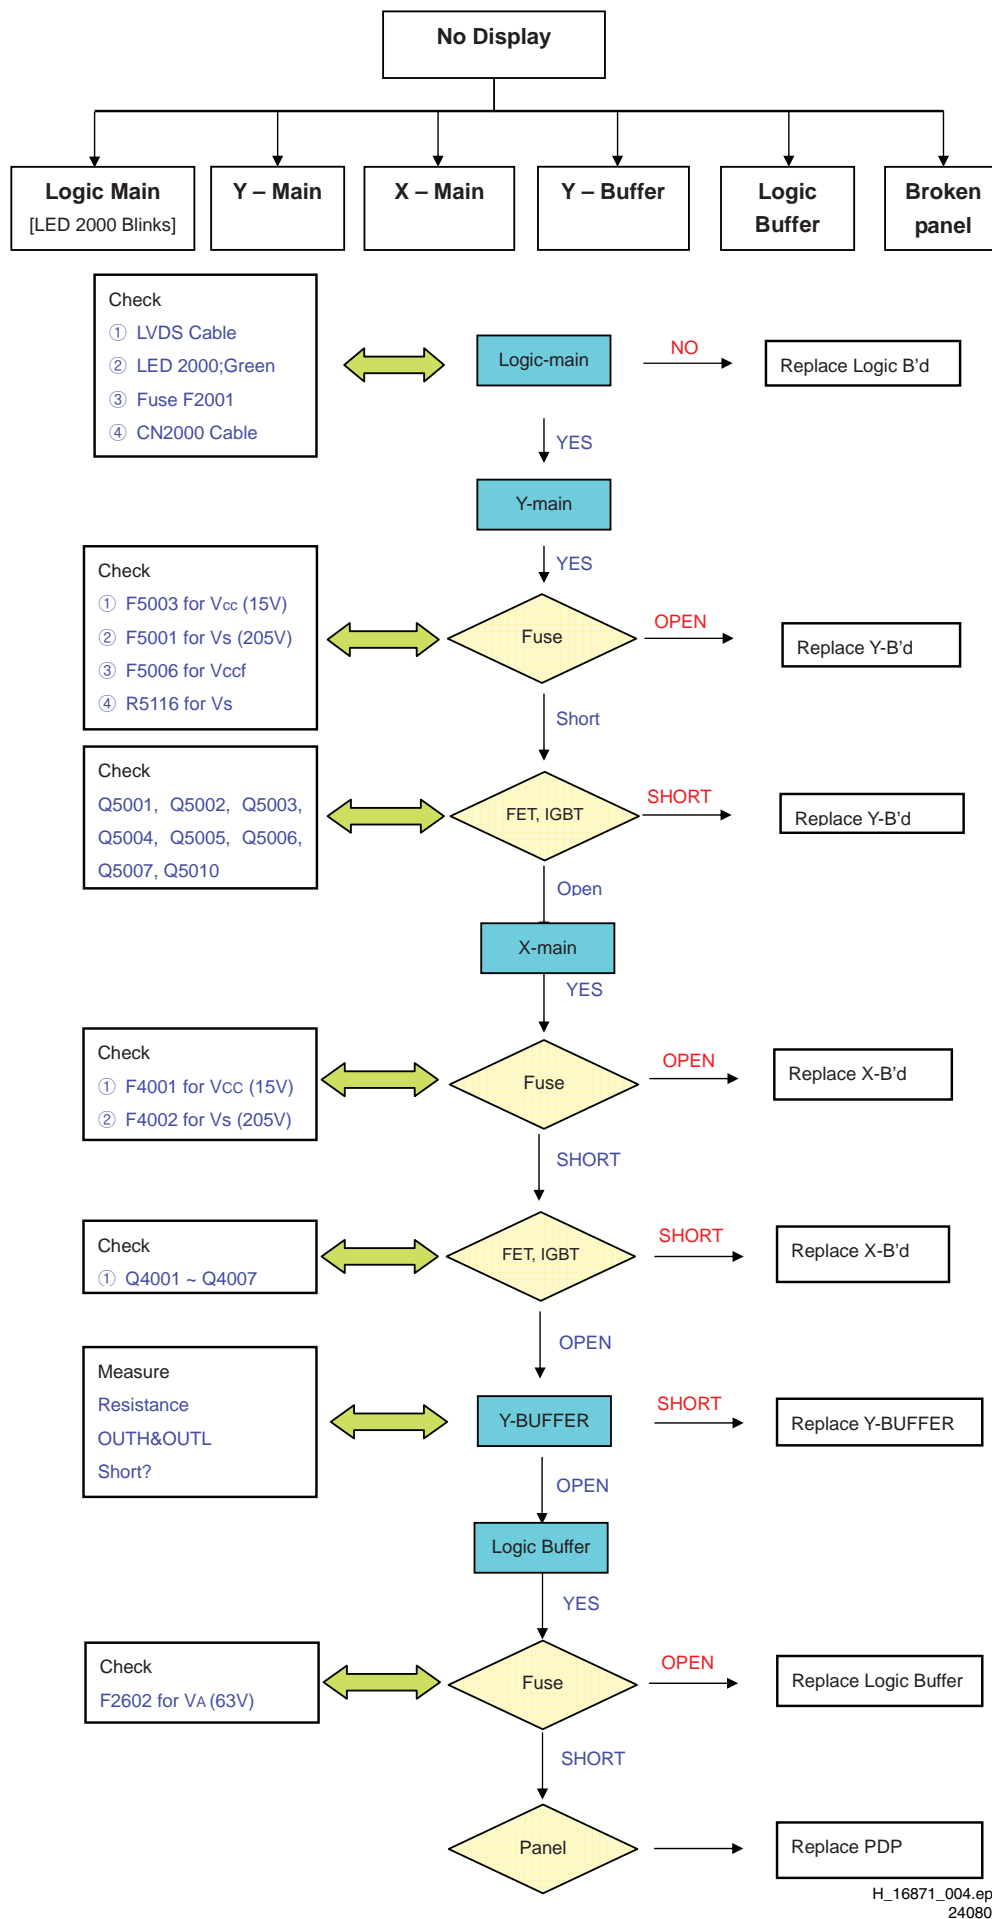 No Display
Logic Main
[LED 2000 Blinks]
Y – Main
X – Main
Y – Buffer
Logic
Buffer
Broken
panel
Check
① LVDS Cable
② LED 2000;Green
③ Fuse F2001
④ CN2000 Cable
Logic-main
NO
Replace Logic B'd
YES
Y-main
YES
Check
① F5003 for Vcc (15V)
② F5001 for Vs (205V)
③ F5006 for Vccf
④ R5116 for Vs
Fuse
OPEN
Replace Y-B'd
Short
Check
Q5001, Q5002, Q5003,
Q5004, Q5005, Q5006,
Q5007, Q5010
FET, IGBT
SHORT
Replace Y-B'd
Open
X-main
YES
Check
① F4001 for VCC (15V)
② F4002 for Vs (205V)
Fuse
OPEN
Replace X-B'd
SHORT
Check
① Q4001 ~ Q4007
FET, IGBT
SHORT
Replace X-B'd
OPEN
Measure
Resistance
OUTH&OUTL
Short?
Y-BUFFER
SHORT
Replace Y-BUFFER
OPEN
Logic Buffer
YES
Check
F2602 for VA (63V)
Fuse
OPEN
Replace Logic Buffer
SHORT
Panel
Replace PDP
H_16871_004.ep
24080